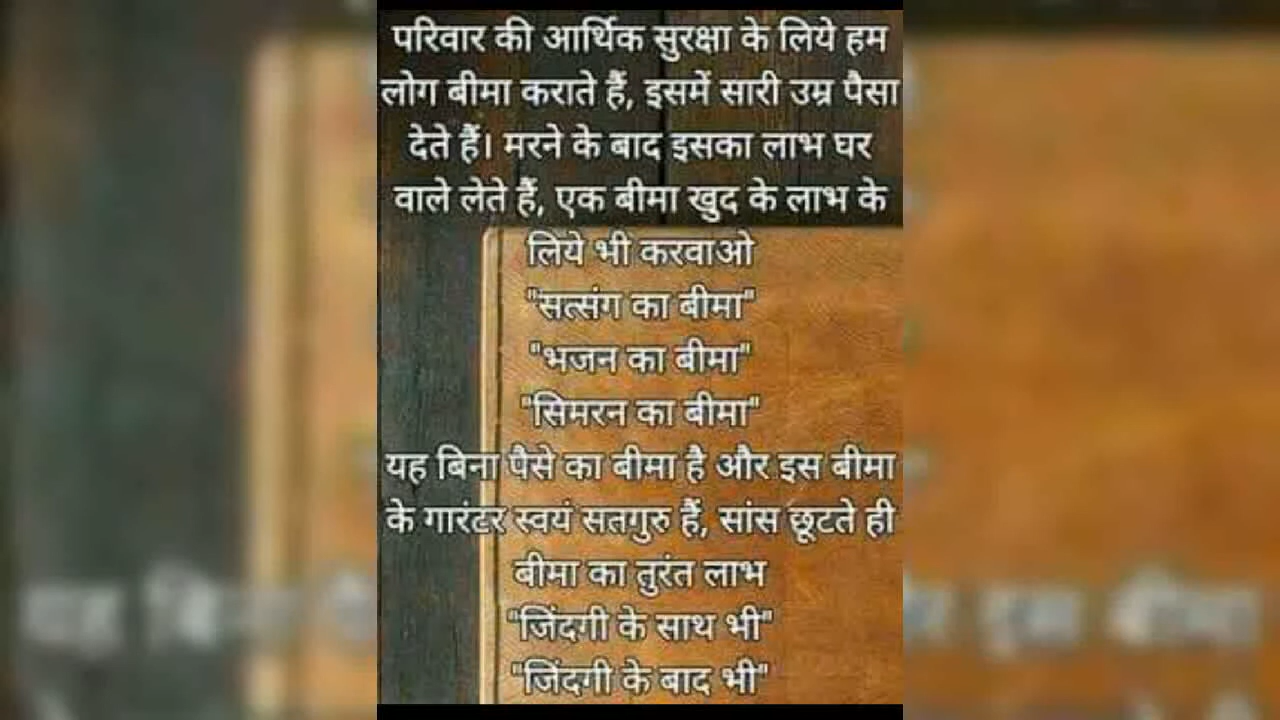 परिवार की आर्थिक सुरक्षा के लिये हम
लोग बीमा कराते हैं, इसमें सारी उम्र पैसा
देते हैं। मरने के बाद इसका लाभ घर
वाले लेते हैं, एक बीमा खुद के लाभ के
लिये भी करवाओ
"सत्संग का बीमा"
"भजन का बीमा"
"सिमरन का बीमा"
यह बिना पैसे का बीमा है और इस बीमा
के गारंटर स्वयं सतगुरु हैं, सांस छूटते ही
बीमा का तुरंत लाभ
"जिंदगी के साथ भी"
"जिंदगी के बाद भी"